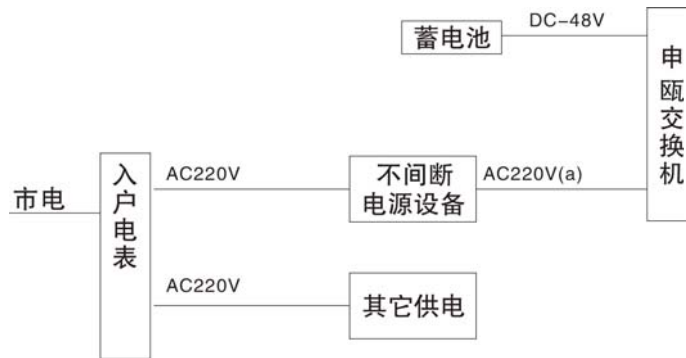 蓄电池
DC-48V
申瓯交换机
市电
入户电表
AC220V
不间断
电源设备
AC220V(a)
AC220V
其它供电